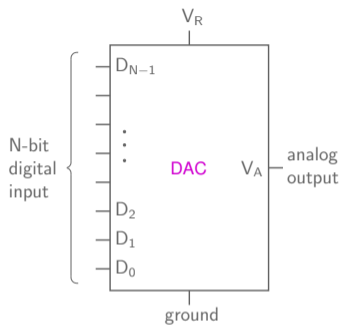 V_R
D_{N−1}
N-bit
digital
input
DAC
V_A
analog
output
D_2
D_1
D_0
ground